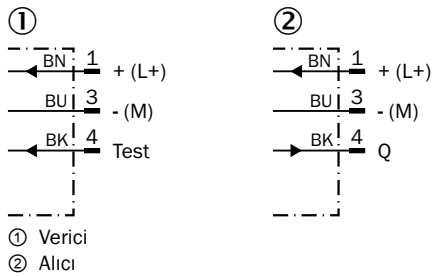 ① ②
BN 1 + (L+) BN 1 + (L+)
BU 3 - (M) BU 3 - (M)
BK 4 Test BK 4 Q
① Verici
② Alıcı